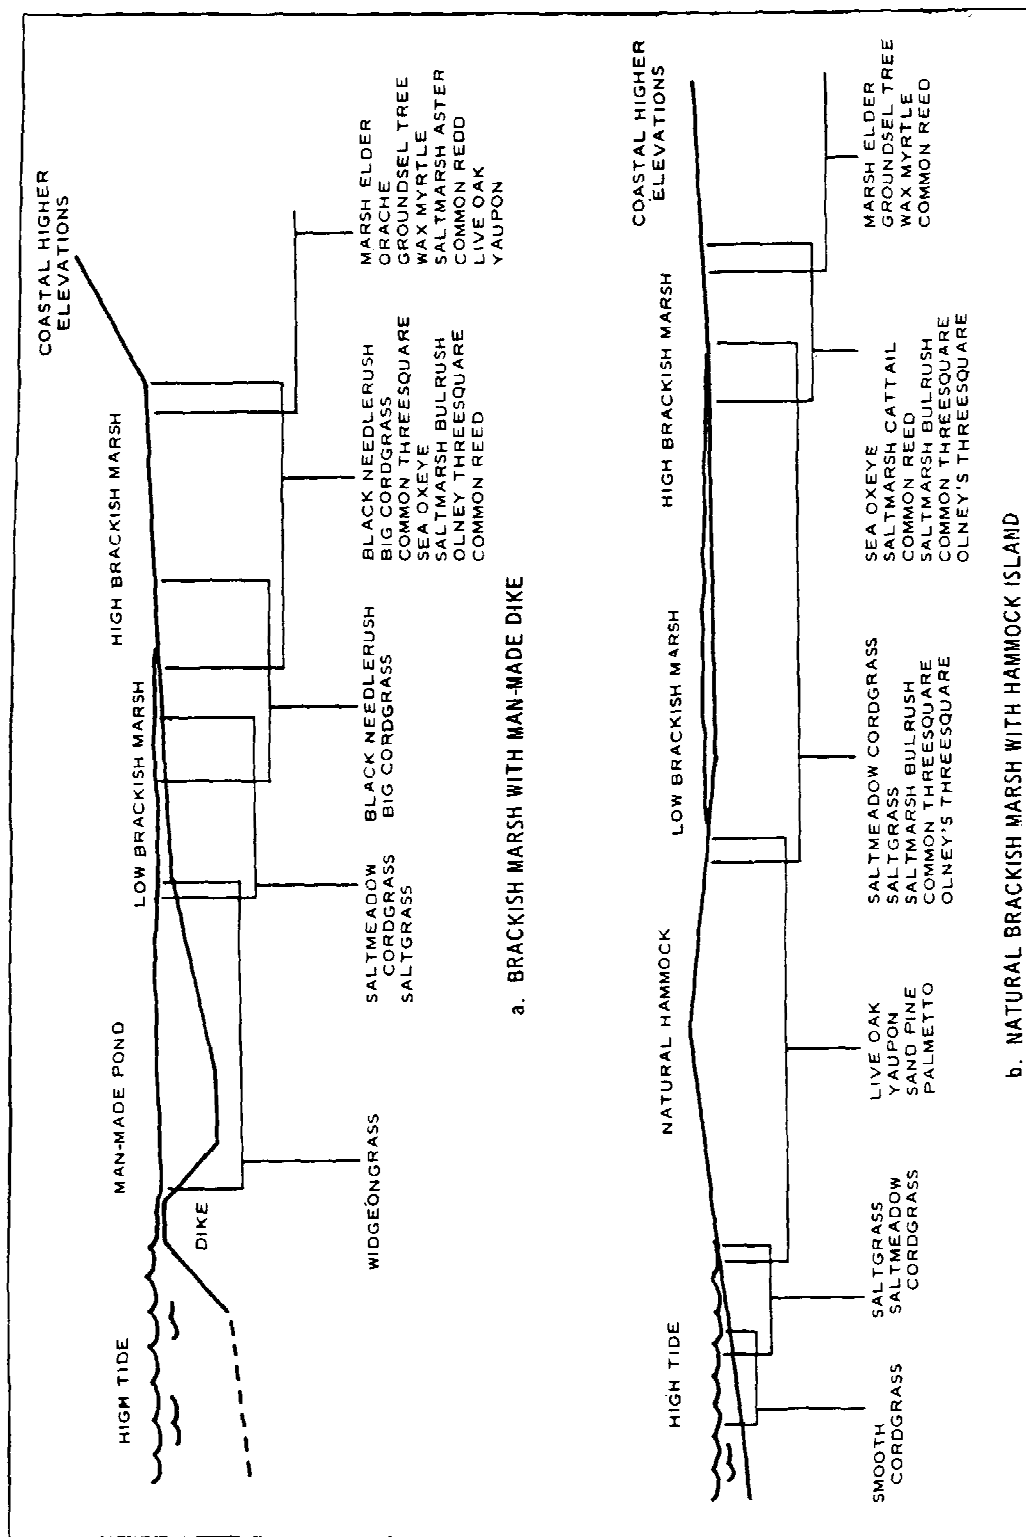 COASTAL HIGHER
ELEVATIONS
HIGH BRACKISH MARSH
LOW BRACKISH MARSH
MAN-MADE POND
HIGH TIDE
DIKE
WIDGEONGRASS
SALTMEADOW
CORDGRASS
SALTGRASS
BLACK NEEDLERUSH
BIG CORDGRASS
BLACK NEEDLERUSH
BIG CORDGRASS
COMMON THREESQUARE
SEA OXEYE
SALTMARSH BULRUSH
OLNEY THREESQUARE
COMMON REED
MARSH ELDER
ORACHE
GROUNDSEL TREE
WAX MYRTLE
SALTMARSH ASTER
COMMON REDD
LIVE OAK
YAUPON
a. BRACKISH MARSH WITH MAN-MADE DIKE
COASTAL HIGHER
ELEVATIONS
HIGH BRACKISH MARSH
LOW BRACKISH MARSH
NATURAL HAMMOCK
HIGH TIDE
SMOOTH
CORDGRASS
SALTGRASS
SALTMEADOW
CORDGRASS
LIVE OAK
YAUPON
SAND PINE
PALMETTO
SALTMEADOW CORDGRASS
SALTGRASS
SALTMARSH BULRUSH
COMMON THREESQUARE
OLNEY'S THREESQUARE
SEA OXEYE
SALTMARSH CATTAIL
COMMON REED
SALTMARSH BULRUSH
COMMON THREESQUARE
OLNEY'S THREESQUARE
MARSH ELDER
GROUNDSEL TREE
WAX MYRTLE
COMMON REED
b. NATURAL BRACKISH MARSH WITH HAMMOCK ISLAND